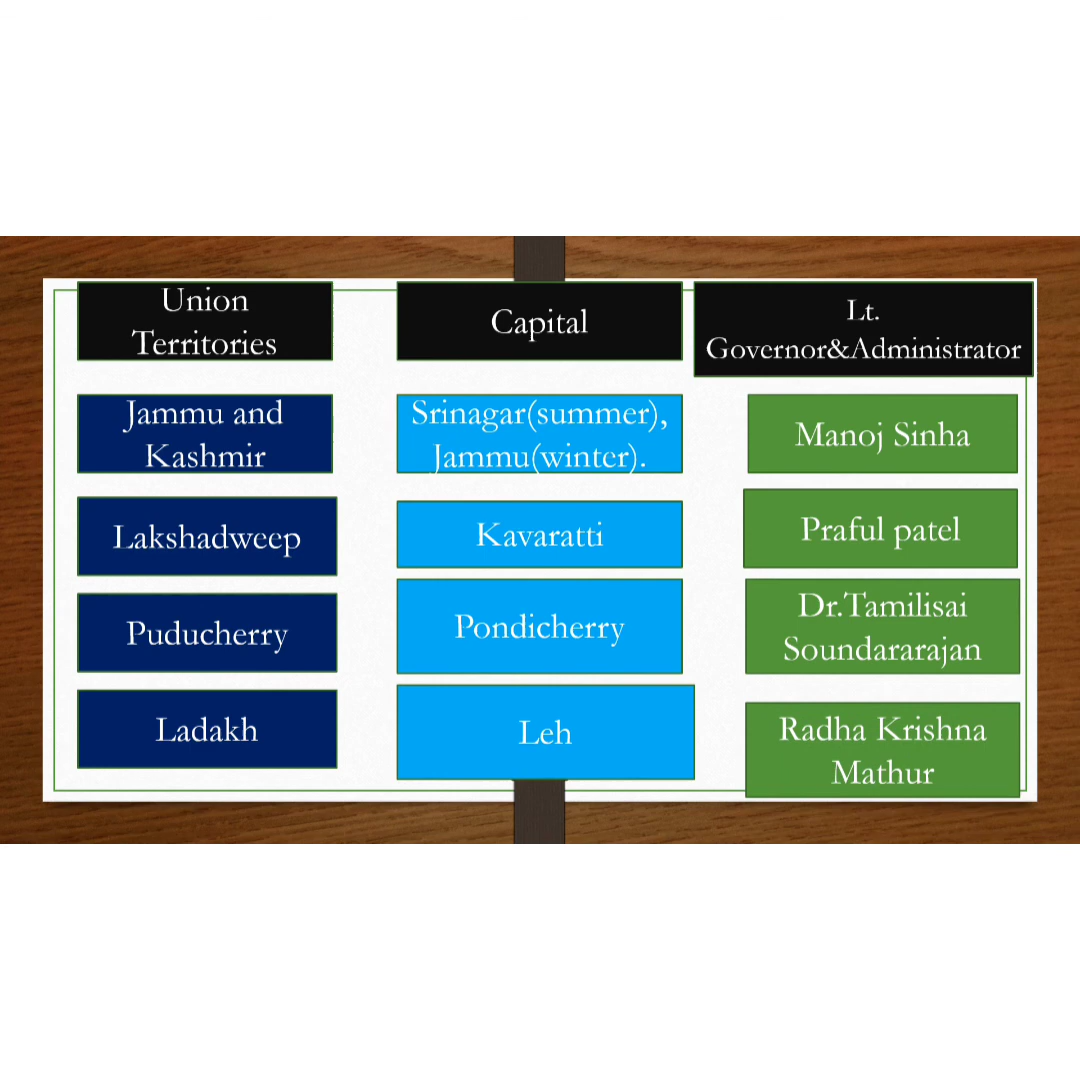 Union
Territories
Capital
Lt.
Governor&Administrator
Jammu and
Kashmir
Srinagar(summer),
Jammu(winter).
Manoj Sinha
Lakshadweep
Kavaratti
Praful patel
Puducherry
Pondicherry
Dr.Tamilisai
Soundararajan
Ladakh
Leh
Radha Krishna
Mathur